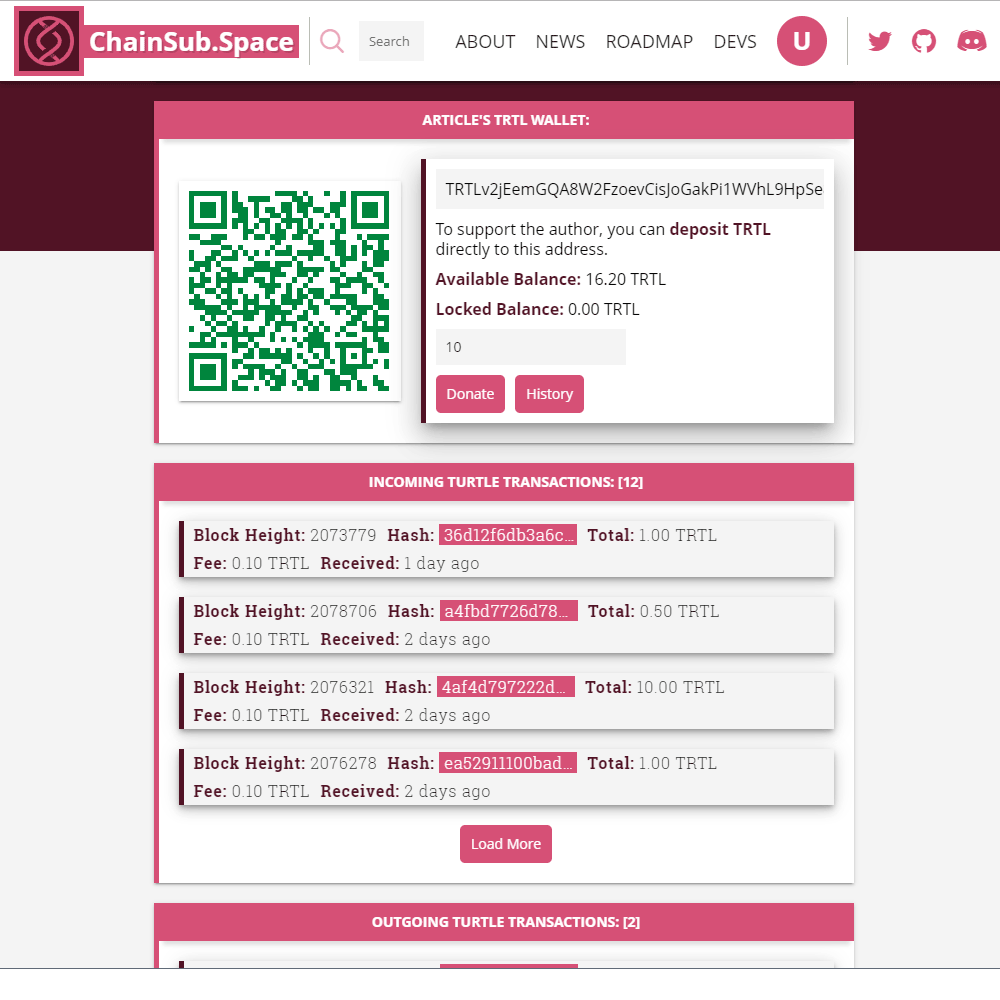 ChainSub.Space
Search
ABOUT NEWS ROADMAP DEVS U
ARTICLE'S TRTL WALLET:
TRTLv2jEemGQA8W2FzoevCisJoGakPi1WVhL9HpSe
To support the author, you can deposit TRTL
directly to this address.
Available Balance: 16.20 TRTL
Locked Balance: 0.00 TRTL
10
Donate History
INCOMING TURTLE TRANSACTIONS: [12]
Block Height: 2073779 Hash: 36d12f6db3a6c... Total: 1.00 TRTL
Fee: 0.10 TRTL Received: 1 day ago
Block Height: 2078706 Hash: a4fbd7726d78... Total: 0.50 TRTL
Fee: 0.10 TRTL Received: 2 days ago
Block Height: 2076321 Hash: 4af4d797222d... Total: 10.00 TRTL
Fee: 0.10 TRTL Received: 2 days ago
Block Height: 2076278 Hash: ea52911100bad... Total: 1.00 TRTL
Fee: 0.10 TRTL Received: 2 days ago
Load More
OUTGOING TURTLE TRANSACTIONS: [2]